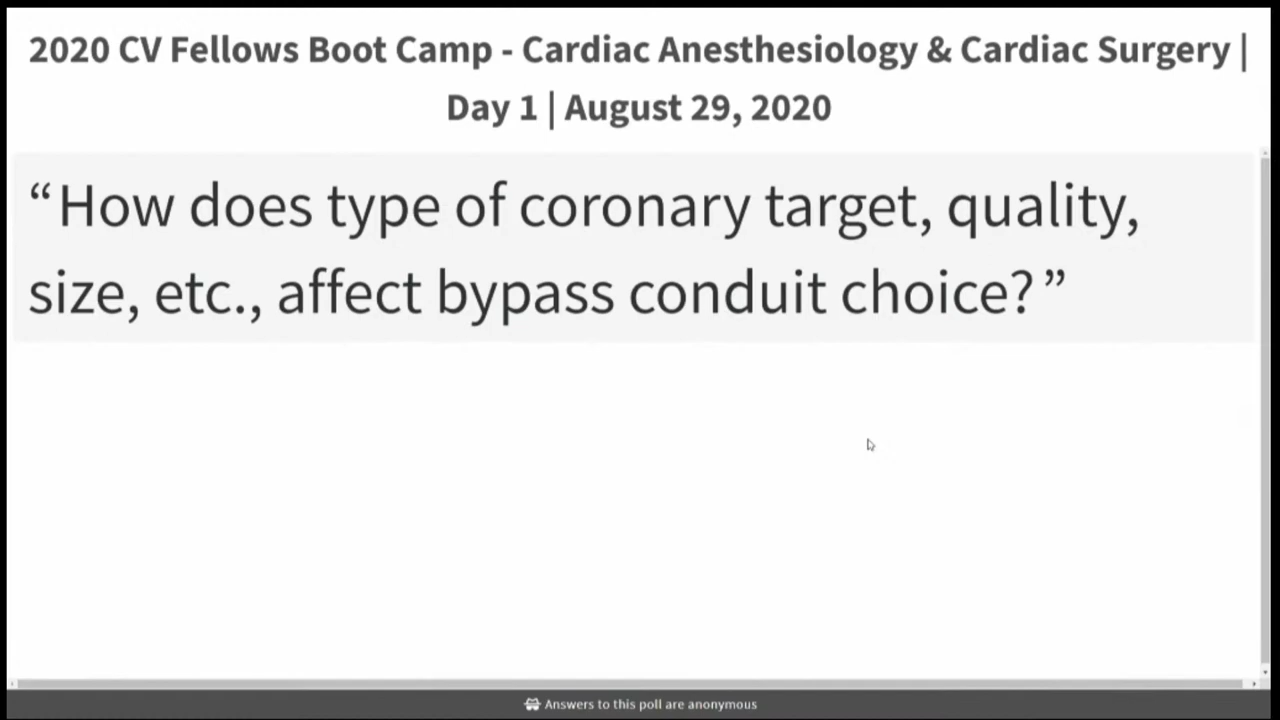 2020 CV Fellows Boot Camp - Cardiac Anesthesiology & Cardiac Surgery |
Day 1 | August 29, 2020
“How does type of coronary target, quality,
size, etc., affect bypass conduit choice?”
Answers to this poll are anonymous